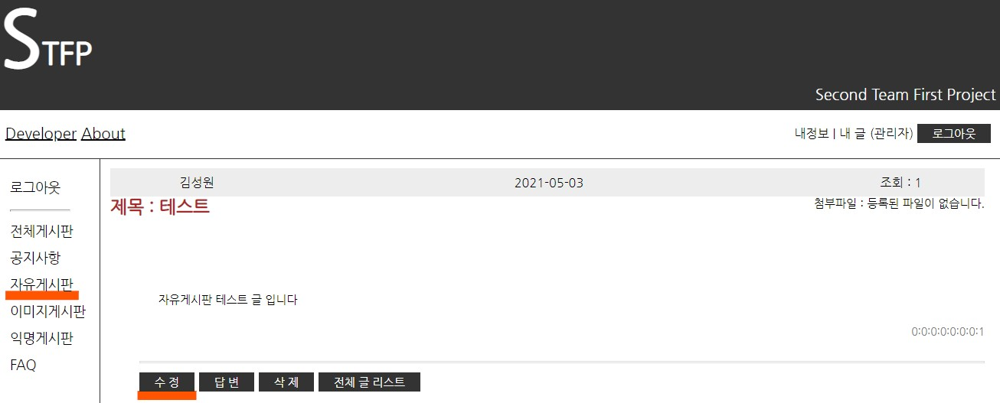 STFP
Second Team First Project
Developer About
내정보 | 내 글 (관리자) 로그아웃
로그아웃
전체게시판
공지사항
자유게시판
이미지게시판
익명게시판
FAQ
김성원 2021-05-03 조회 : 1
제목 : 테스트 첨부파일 : 등록된 파일이 없습니다.
자유게시판 테스트 글 입니다
0:0:0:0:0:0:0:1
수 정 답 변 삭 제 전체 글 리스트